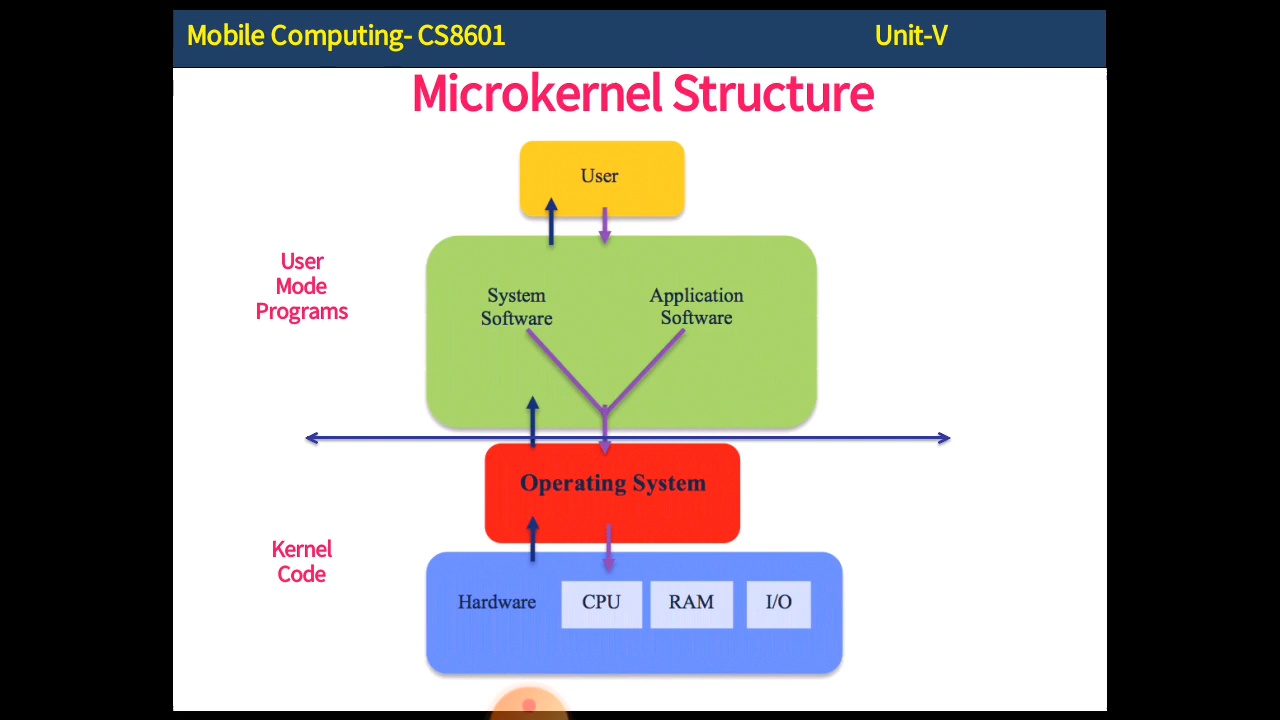 Mobile Computing- CS8601 Unit-V
Microkernel Structure
User
User
Mode
Programs
System
Software
Application
Software
Operating System
Kernel
Code
Hardware
CPU
RAM
I/O